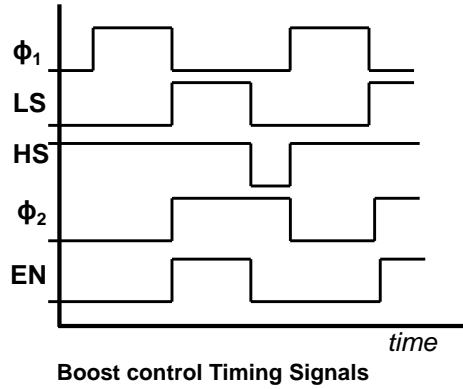 ϕ₁
LS
HS
ϕ₂
EN
time
Boost control Timing Signals